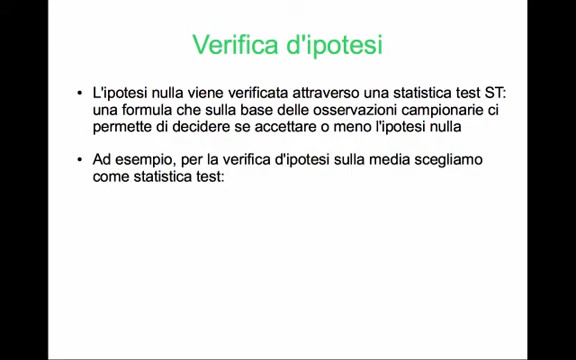 Verifica d'ipotesi
• L'ipotesi nulla viene verificata attraverso una statistica test ST:
una formula che sulla base delle osservazioni campionarie ci
permette di decidere se accettare o meno l'ipotesi nulla
• Ad esempio, per la verifica d'ipotesi sulla media scegliamo
come statistica test: